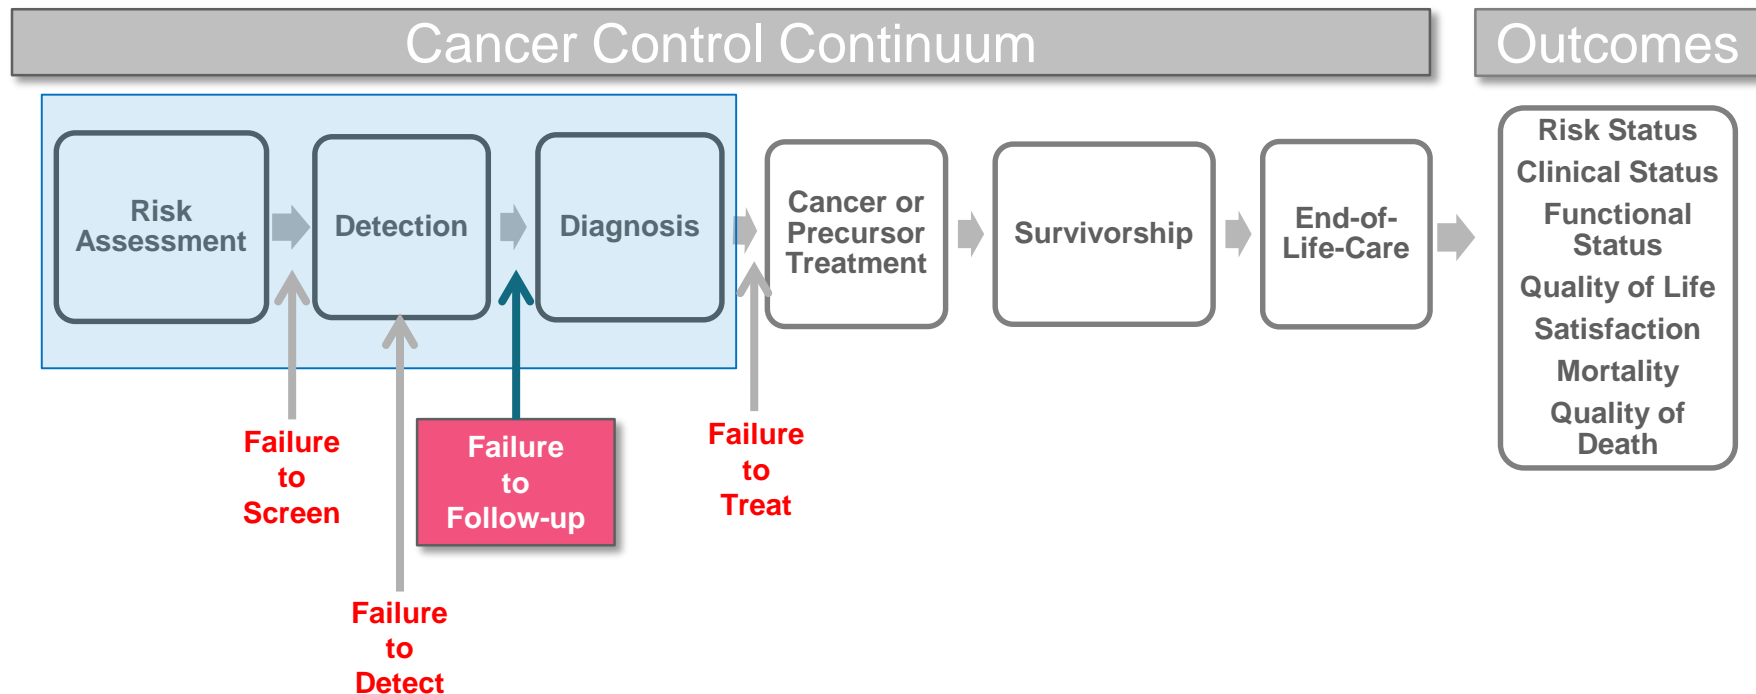 Cancer Control Continuum
Outcomes
Risk
Assessment
Detection
Diagnosis
Cancer or
Precursor
Treatment
Survivorship
End-of-
Life-Care
Risk Status
Clinical Status
Functional
Status
Quality of Life
Satisfaction
Mortality
Quality of
Death
Failure
to
Screen
Failure
to
Detect
Failure
to
Follow-up
Failure
to
Treat